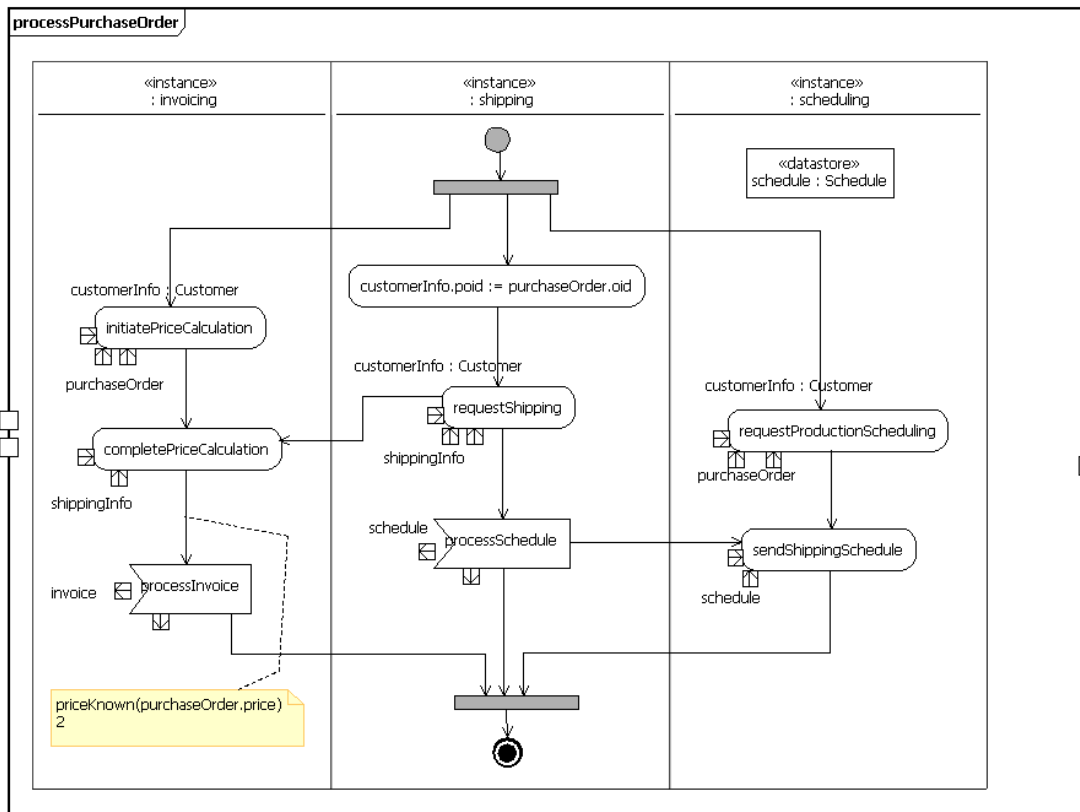 processPurchaseOrder
«instance»
: invoicing
«instance»
: shipping
«instance»
: scheduling
«datastore»
schedule : Schedule
customerInfo : Customer
initiatePriceCalculation
purchaseOrder
customerInfo.poid := purchaseOrder.oid
customerInfo : Customer
requestShipping
shippingInfo
customerInfo : Customer
requestProductionScheduling
purchaseOrder
completePriceCalculation
shippingInfo
schedule
processSchedule
sendShippingSchedule
schedule
invoice
processInvoice
priceKnown(purchaseOrder.price)
2